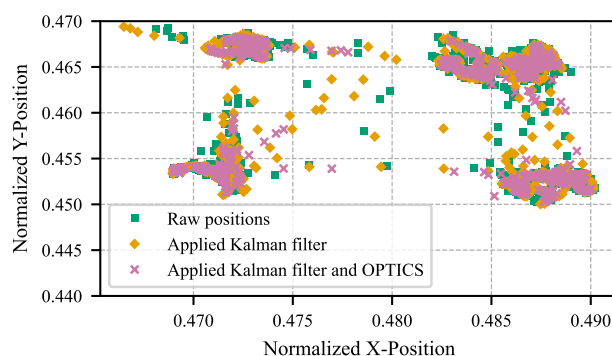 0.470
0.465
0.460
0.455
0.450
0.445
0.440
Normalized Y-Position
Raw positions
Applied Kalman filter
Applied Kalman filter and OPTICS
0.470 0.475 0.480 0.485 0.490
Normalized X-Position